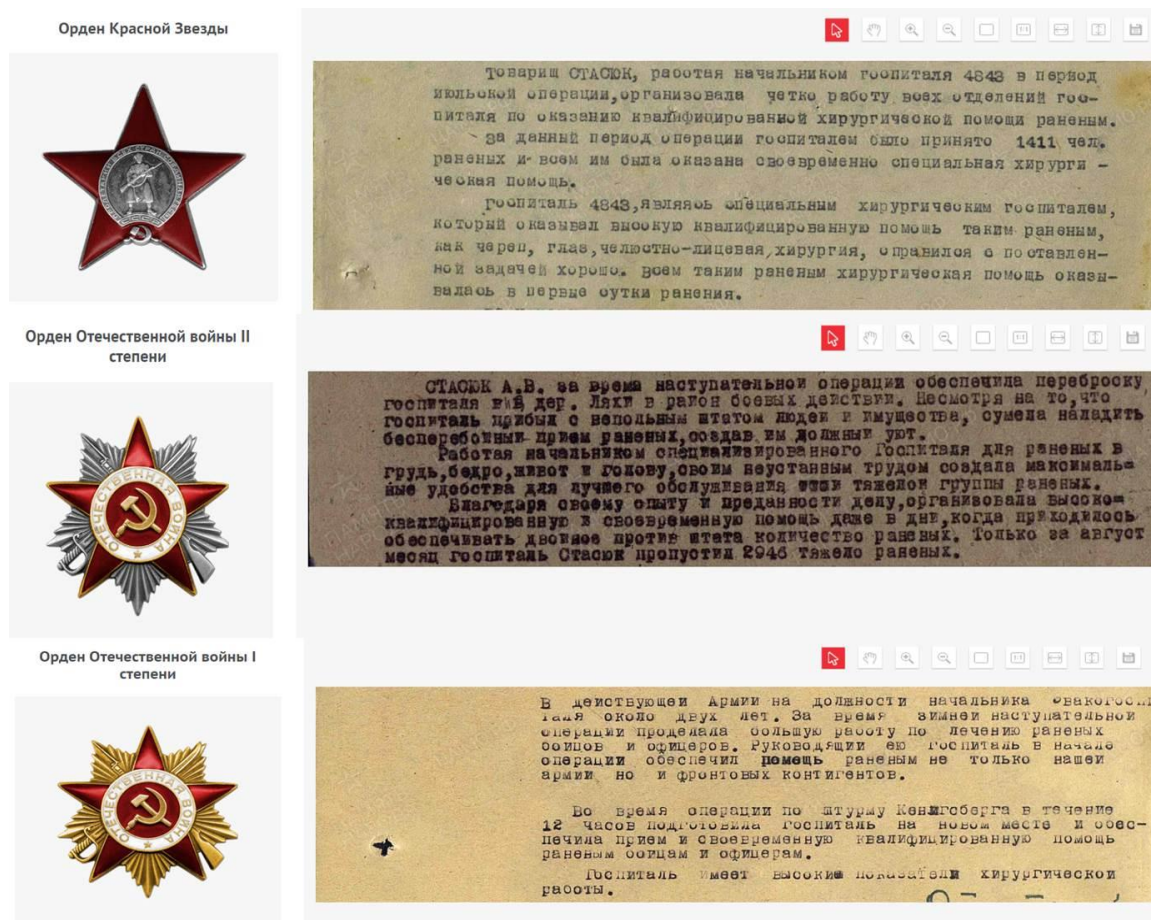 Орден Красной Звезды
Товарищ СТАСЮК, работая начальником госпиталя 4843 в период
июльской операции,организовала четко работу всех отделений гос-
питаля по оказанию квалифицированной хирургической помощи раненым.
За данный период операции госпиталем было принято 1411 чел.
раненых и всем им была оказана своевременно специальная хирурги -
ческая помощь.
Госпиталь 4843,являясь специальным хирургическим госпиталем,
который оказывал высокую квалифицированную помощь таким раненым,
как череп, глаз,челюстно-лицевая,хирургия, справился с поставлен-
ной задачей хорошо. Всем таким раненым хирургическая помощь оказы-
валась в первые сутки ранения.
Орден Отечественной войны II
степени
СТАСЮК А.В. за время наступательной операции обеспечила переброску
госпиталя дер. Ляхи в район боевых действий. Несмотря на то,что
госпиталь прибыл с неполным штатом людей и имущества, сумела наладить
бесперебойный прием раненых,создав им должный уют.
Работая начальником специализированного Госпиталя для раненых в
грудь,бедро,живот и голову,своим неустанным трудом создала максималь-
ные удобства для лучшего обслуживания тяжелой группы раненых.
Благодаря своему опыту и преданности делу,организовала высоко-
квалифицированную и своевременную помощь даже в дни,когда приходилось
обеспечивать двойное против штата количество раненых. Только за август
месяц госпиталь Стасюк пропустил 2946 тяжело раненых.
ОТЕЧЕСТВЕННАЯ ВОЙНА
Орден Отечественной войны I
степени
В действующей Армии на должности начальника эвакогосп
таля около двух лет. За время зимней наступательной
операции проделала большую работу по лечению раненых
бойцов и офицеров. Руководящий ею госпиталь в начале
операции обеспечил помощь раненым не только нашей
армии но и фронтовых контигентов.
Во время операции по штурму Кенигсберга в течение
12 часов подготовила госпиталь на новом месте и обес-
печила прием и своевременную квалифицированную помощь
раненым бойцам и офицерам.
Госпиталь имеет высокие показатели хирургической
работы.
ОТЕЧЕСТВЕННАЯ ВОЙНА